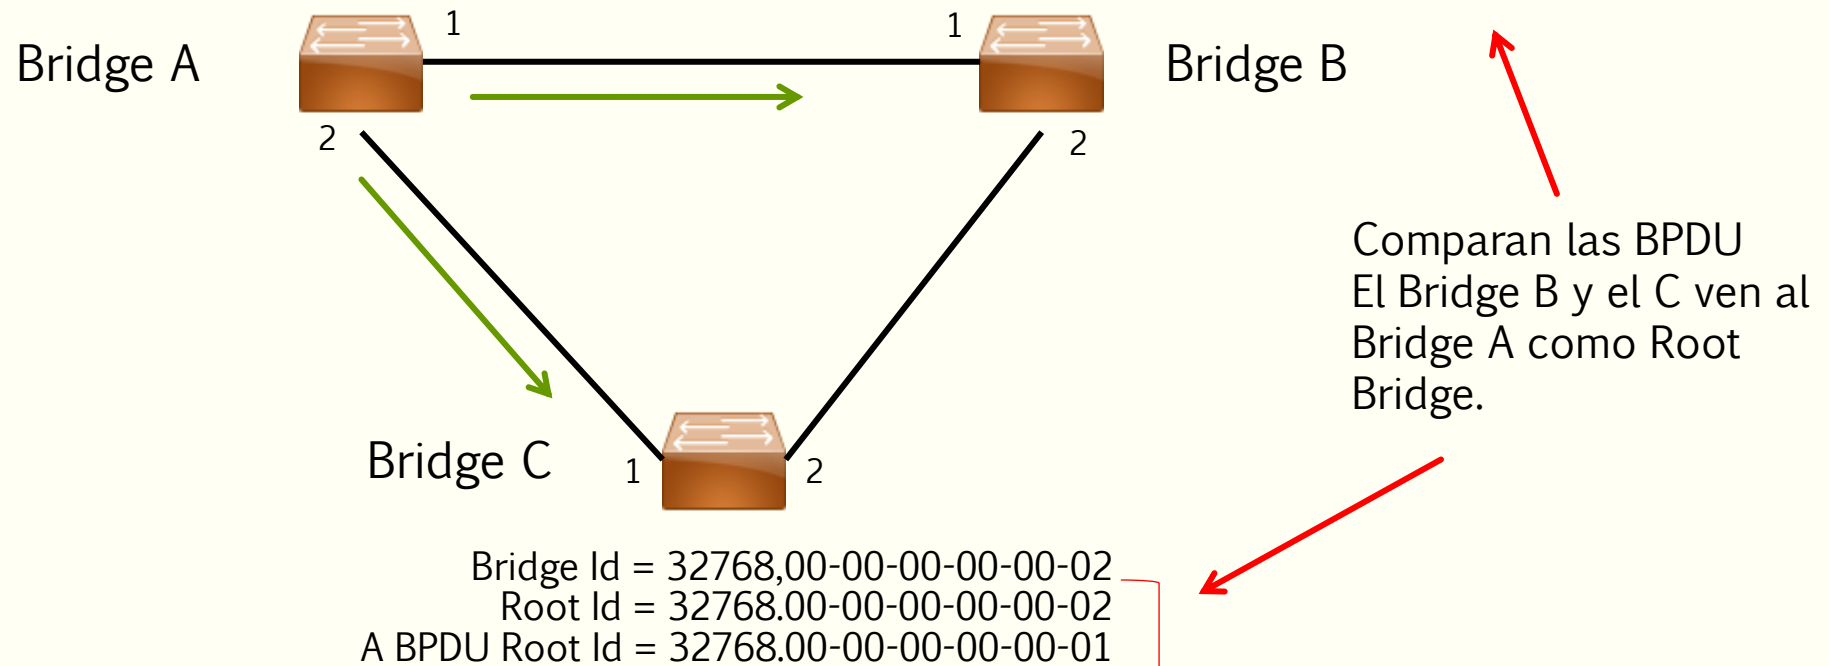 1
1
Bridge A
Bridge B
2
2
Comparan las BPDU
El Bridge B y el C ven al
Bridge A como Root
Bridge.
Bridge C
1
2
Bridge Id = 32768,00-00-00-00-00-02
Root Id = 32768.00-00-00-00-00-02
A BPDU Root Id = 32768.00-00-00-00-00-01